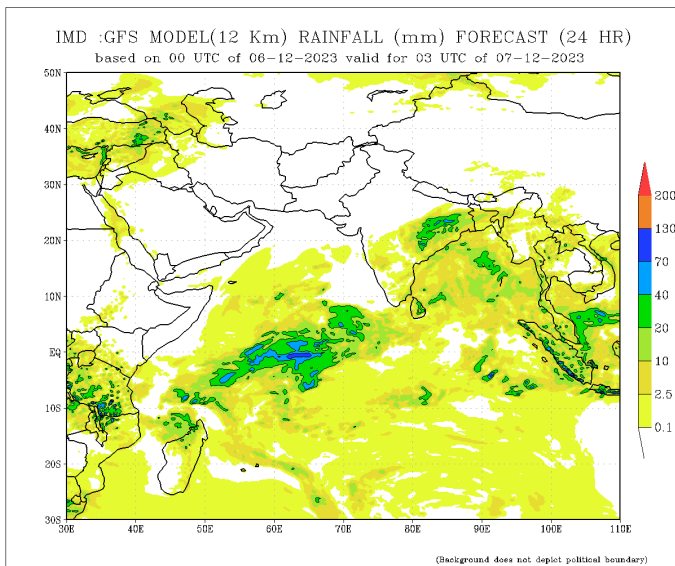 IMD :GFS MODEL(12 Km) RAINFALL (mm) FORECAST (24 HR)
based on 00 UTC of 06-12-2023 valid for 03 UTC of 07-12-2023
50N
40N
30N
20N
10N
EQ
10S
20S
30S
30E 40E 50E 60E 70E 80E 90E 100E 110E
200
130
70
40
20
10
2.5
0.1
(Background does not depict political boundary)